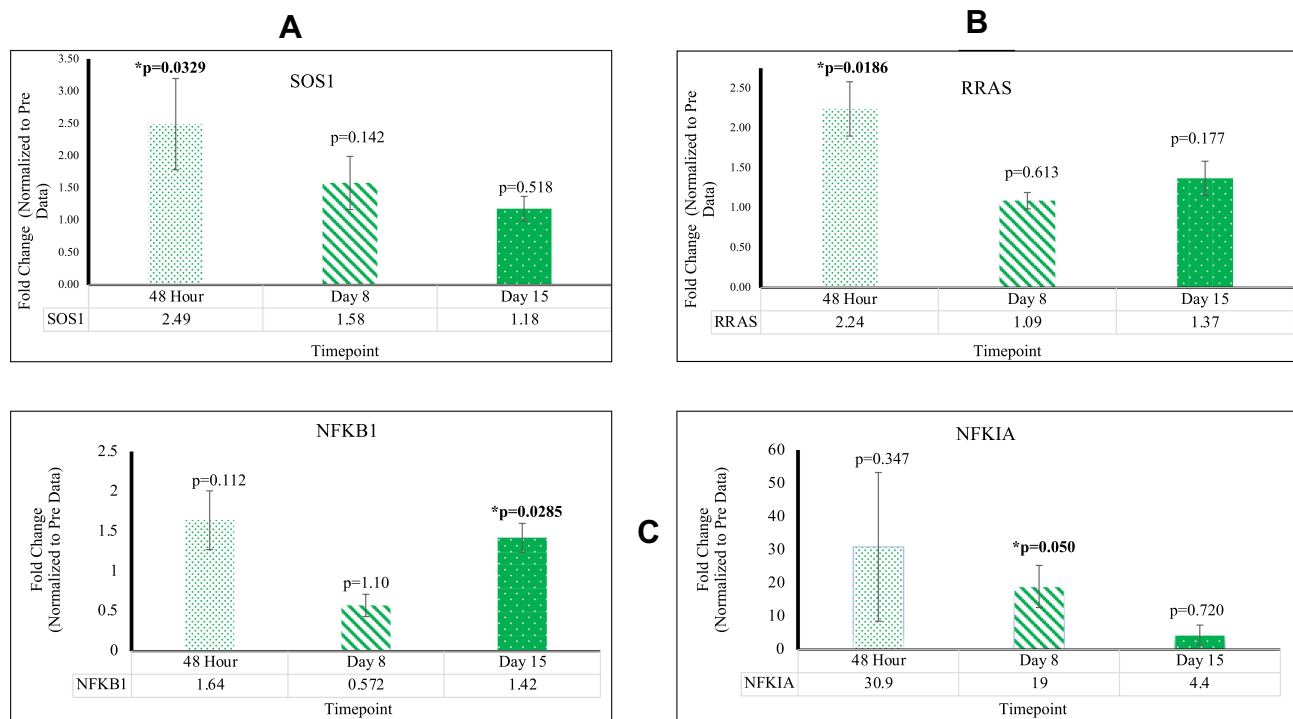 A
*p=0.0329
SOS1
p=0.142
p=0.518
Fold Change (Normalized to Pre
Data)
3.50
3.00
2.50
2.00
1.50
1.00
0.50
0.00
48 Hour Day 8 Day 15
SOS1 2.49 1.58 1.18
Timepoint
B
*p=0.0186
RRAS
p=0.613
p=0.177
Fold Change (Normalized to Pre
Data)
2.50
2.00
1.50
1.00
0.50
0.00
48 Hour Day 8 Day 15
RRAS 2.24 1.09 1.37
Timepoint
NFKB1
p=0.112
p=1.10
*p=0.0285
Fold Change
(Normalized to Pre Data)
2.5
2
1.5
1
0.5
0
48 Hour Day 8 Day 15
NFKB1 1.64 0.572 1.42
Timepoint
C
NFKIA
p=0.347
*p=0.050
p=0.720
Fold Change
(Normalized to Pre Data)
60
50
40
30
20
10
0
48 Hour Day 8 Day 15
NFKIA 30.9 19 4.4
Timepoint